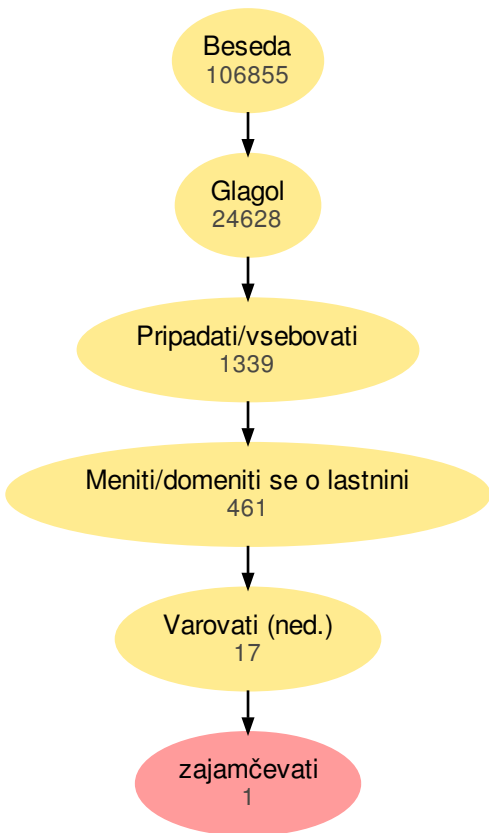 Beseda
106855
Glagol
24628
Pripadati/vsebovati
1339
Meniti/domeniti se o lastnini
461
Varovati (ned.)
17
zajamčevati
1